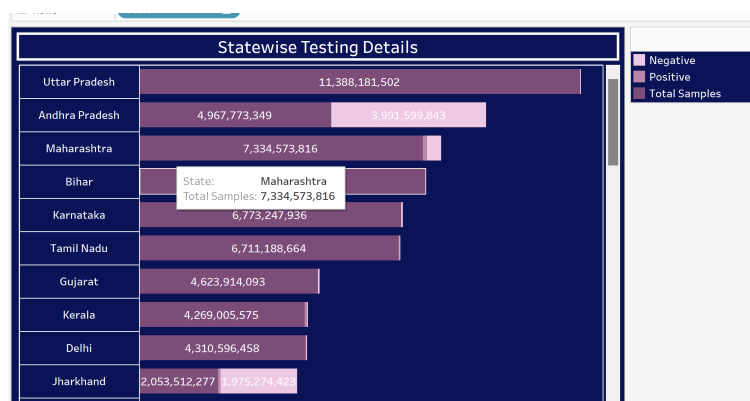 Statewise Testing Details
Negative
Positive
Total Samples
Uttar Pradesh 11,388,181,502
Andhra Pradesh 4,967,773,349 3,991,599,843
Maharashtra 7,334,573,816
Bihar
State: Maharashtra
Total Samples: 7,334,573,816
Karnataka 6,773,247,936
Tamil Nadu 6,711,188,664
Gujarat 4,623,914,093
Kerala 4,269,005,575
Delhi 4,310,596,458
Jharkhand 2,053,512,277 1,975,274,423